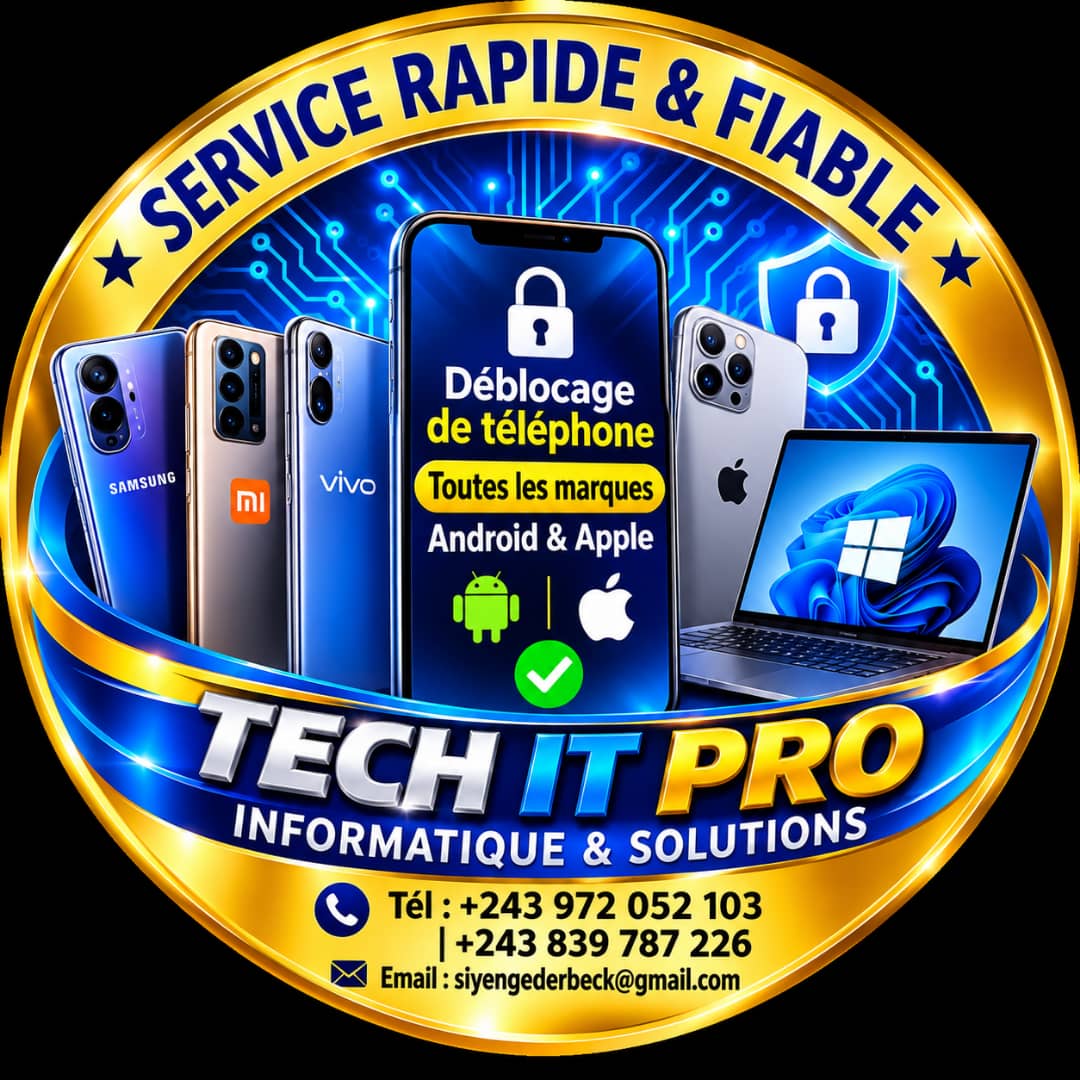 SERVICE RAPIDE & FIABLE
Déblocage
de téléphone
Toutes les marques
Android & Apple
SAMSUNG
mi
vivo
TECH IT PRO
INFORMATIQUE & SOLUTIONS
Tél : +243 972 052 103
| +243 839 787 226
Email : siyengederbeck@gmail.com